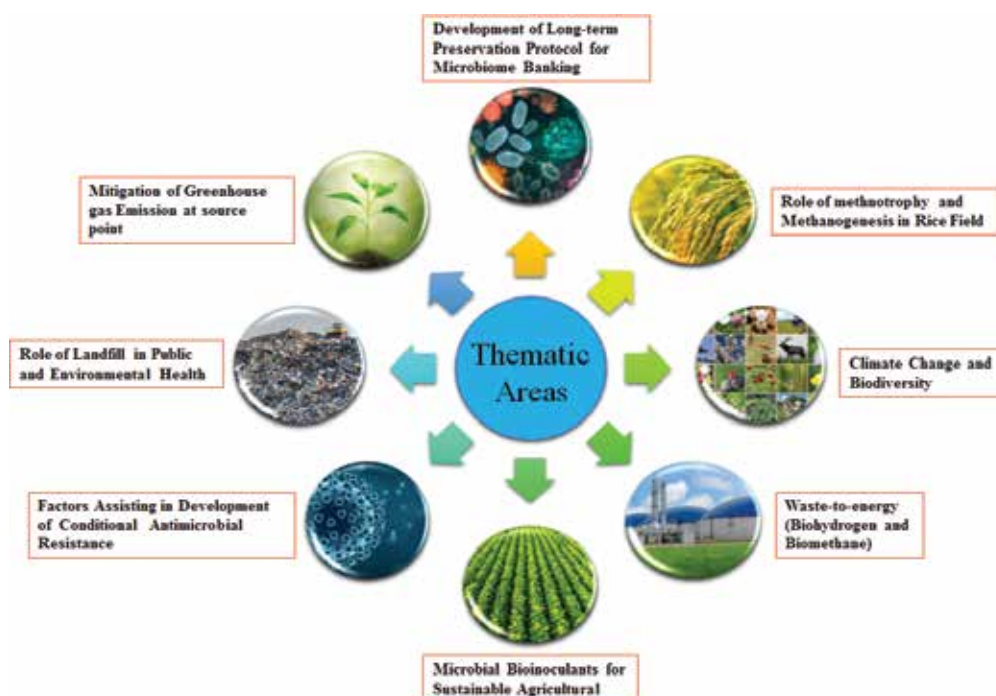 Development of Long-term
Preservation Protocol for
Microbiome Banking
Mitigation of Greenhouse
gas Emission at source
point
Role of methnotrophy and
Methanogenesis in Rice Field
Role of Landfill in Public
and Environmental Health
Thematic
Areas
Climate Change and
Biodiversity
Factors Assisting in Development
of Conditional Antimicrobial
Resistance
Waste-to-energy
(Biohydrogen and
Biomethane)
Microbial Bioinoculants for
Sustainable Agricultural